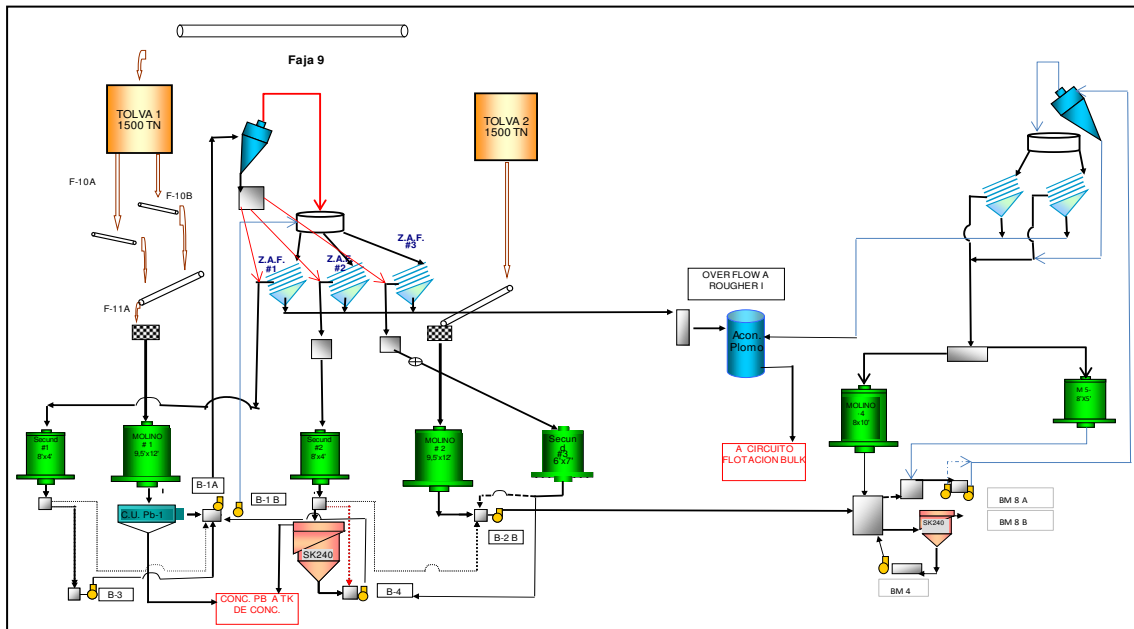 Faja 9
TOLVA 1
1500 TN
TOLVA 2
1500 TN
F-10A
F-10B
F-11A
Z.A.F.
#1
Z.A.F.
#2
Z.A.F.
#3
OVER FLOW A
ROUGHER I
Acon.
Plomo
A CIRCUITO
FLOTACION BULK
Secund
#1
8'x4'
MOLINO
# 1
9,5'x12'
Secund
#2
8'x4'
MOLINO
# 2
9,5'x12'
Secun
d
#3
6'x7'
MOLINO
-4
8x10'
M 5-
8'X5'
B-1A
B-1 B
C.U. Pb-1
B-2 B
SK240
B-3
CONC. PB A TK
DE CONC.
B-4
SK240
BM 8 A
BM 8 B
BM 4